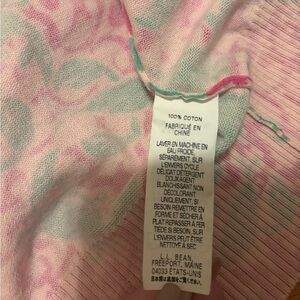 100% COTON
FABRIQUÉ EN
CHINE
LAVER EN MACHINE EN
EAU FROIDE,
SÉPARÉMENT, SUR
L'ENVERS CYCLE
DÉLICAT DÉTERGENT
DOUX AGENT
BLANCHISSANT NON
DÉCOLORANT
UNIQUEMENT, SI
BESOIN REMETTRE EN
FORME ET SÉCHER À
PLAT REPASSER À FER
TIÈDE SI BESOIN, SUR
L'ENVERS PEUT ÊTRE
NETTOYÉ À SEC
L.L. BEAN,
FREEPORT, MAINE
04033 ÉTATS-UNIS